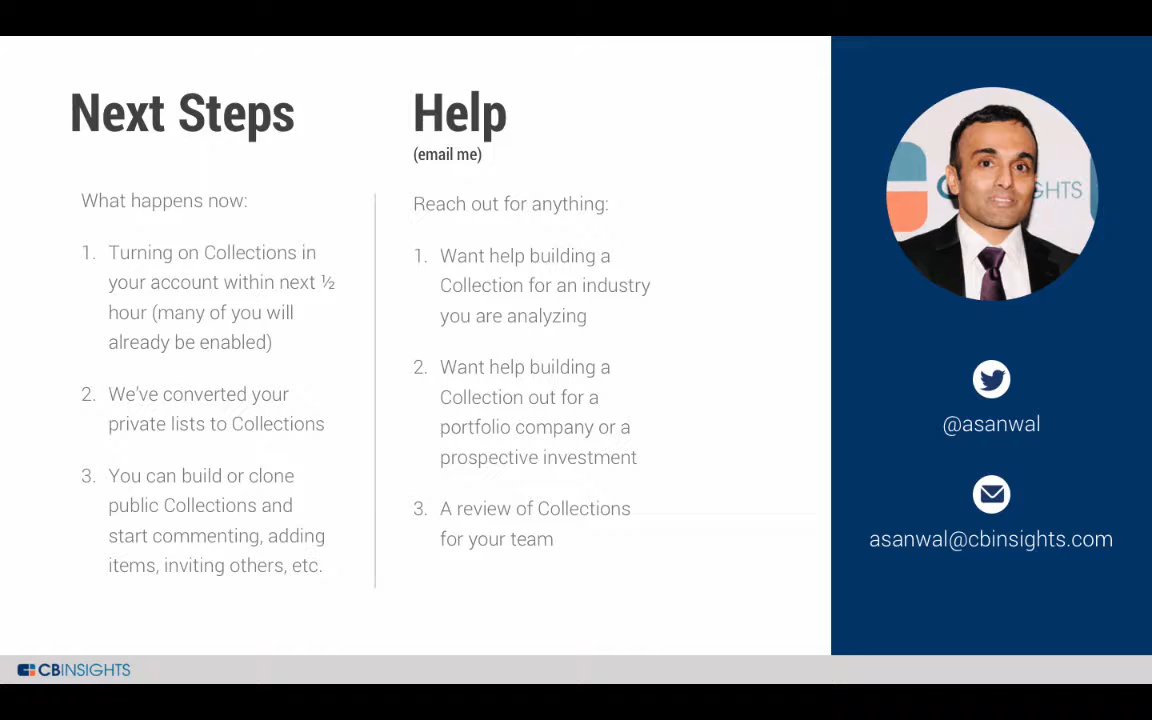 Next Steps
What happens now:
1. Turning on Collections in
your account within next ½
hour (many of you will
already be enabled)
2. We've converted your
private lists to Collections
3. You can build or clone
public Collections and
start commenting, adding
items, inviting others, etc.
Help
(email me)
Reach out for anything:
1. Want help building a
Collection for an industry
you are analyzing
2. Want help building a
Collection out for a
portfolio company or a
prospective investment
3. A review of Collections
for your team
GHTS
@asanwal
asanwal@cbinsights.com
CBINSIGHTS